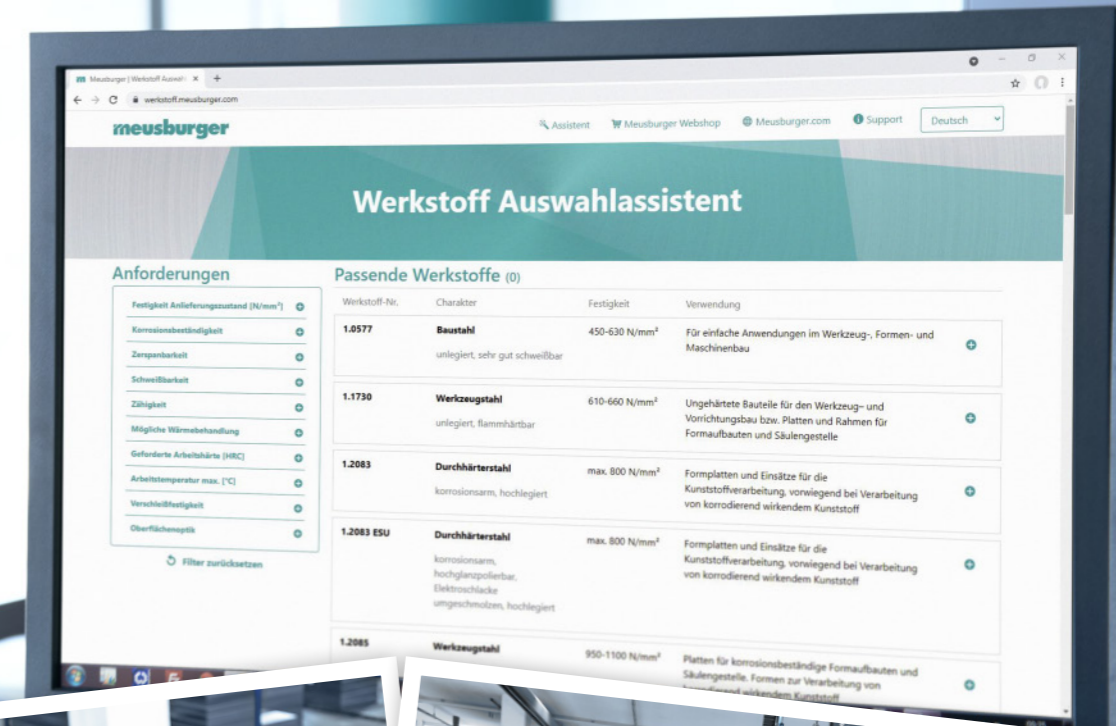 Meusburger | Werkstoff Auswahl
werkstoff.meusburger.com
meusburger
Assistent
Meusburger Webshop
Meusburger.com
Support
Deutsch
Werkstoff Auswahlassistent
Anforderungen
Festigkeit Anlieferungszustand [N/mm²]
Korrosionsbeständigkeit
Zerspanbarkeit
Schweißbarkeit
Zähigkeit
Mögliche Wärmebehandlung
Geforderte Arbeitshärte [HRC]
Arbeitstemperatur max. [°C]
Verschleißfestigkeit
Oberflächenoptik
Filter zurücksetzen
Passende Werkstoffe (0)
Werkstoff-Nr. Charakter Festigkeit Verwendung
1.0577 Baustahl 450-630 N/mm² Für einfache Anwendungen im Werkzeug-, Formen- und
Maschinenbau
unlegiert, sehr gut schweißbar
1.1730 Werkzeugstahl 610-660 N/mm² Ungehärtete Bauteile für den Werkzeug– und
unlegiert, flammhärtbar Vorrichtungsbau bzw. Platten und Rahmen für
Formaufbauten und Säulengestelle
1.2083 Durchhärterstahl max. 800 N/mm² Formplatten und Einsätze für die
korrosionsarm, hochlegiert Kunststoffverarbeitung, vorwiegend bei Verarbeitung
von korrodierend wirkendem Kunststoff
1.2083 ESU Durchhärterstahl max. 800 N/mm² Formplatten und Einsätze für die
korrosionsarm, Kunststoffverarbeitung, vorwiegend bei Verarbeitung
hochglanzpolierbar, von korrodierend wirkendem Kunststoff
Elektroschlacke
umgeschmolzen, hochlegiert
1.2085 Werkzeugstahl 950-1100 N/mm² Platten für korrosionsbeständige Formaufbauten und
Säulengestelle. Formen zur Verarbeitung von
korrodierend wirkendem Kunststoff